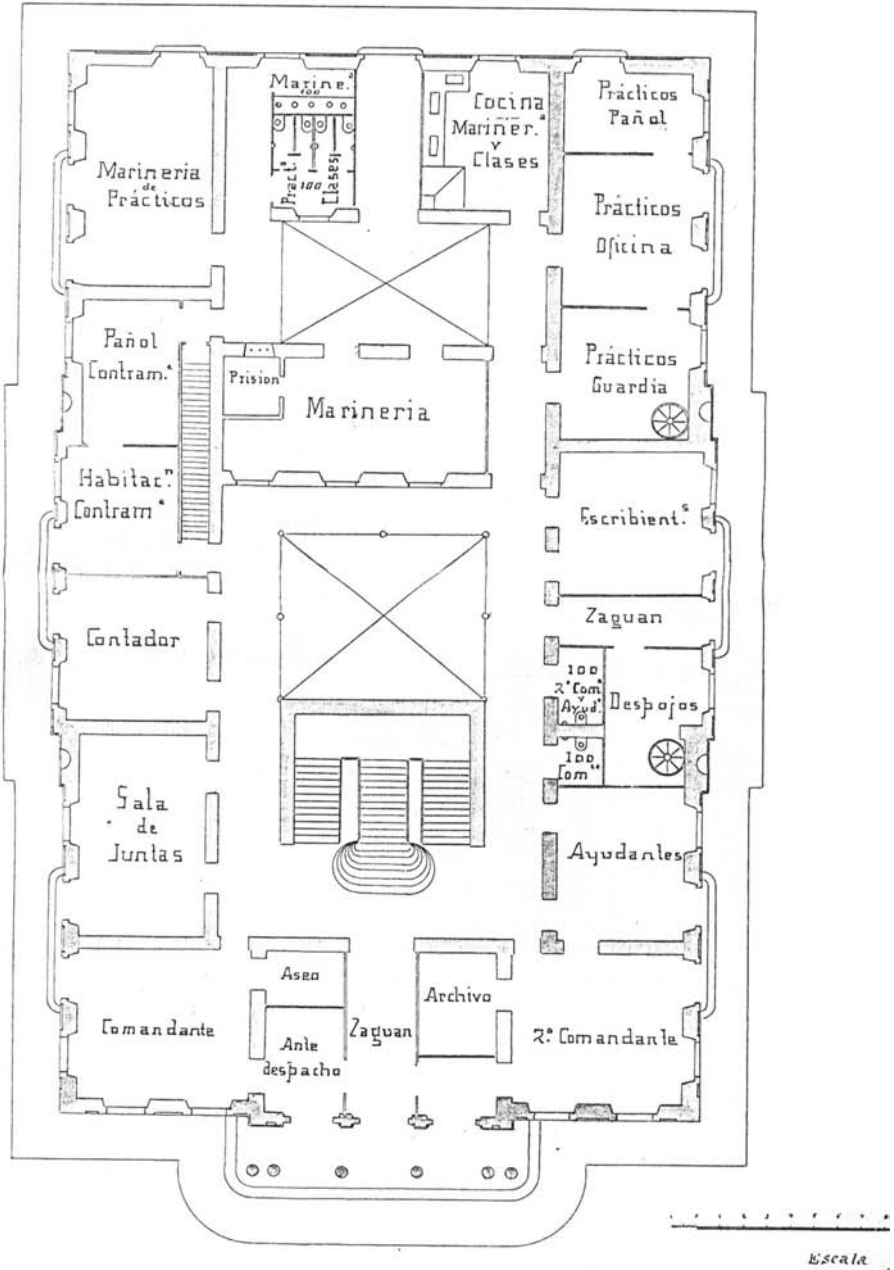 Marine.ª
100
Pract.ˢ
100
Clases
Cocina
Mariner.ª
y
Clases
Prácticos
Pañol
Marineria
de
Prácticos
Prácticos
Oficina
Pañol
Contram.ᵉ
Prision
Marineria
Prácticos
Guardia
Habitac.ⁿ
Contram.ᵉ
Escribient.ˢ
Contador
Zaguan
100
2.º Com.ᵗᵉ
y
Ayud.ˢ
Despojos
100
Com.ᵗᵉ
Sala
de
Juntas
Ayudantes
Aseo
Archivo
Comandante
Ante
despacho
Zaguan
2.º Comandante
Escala